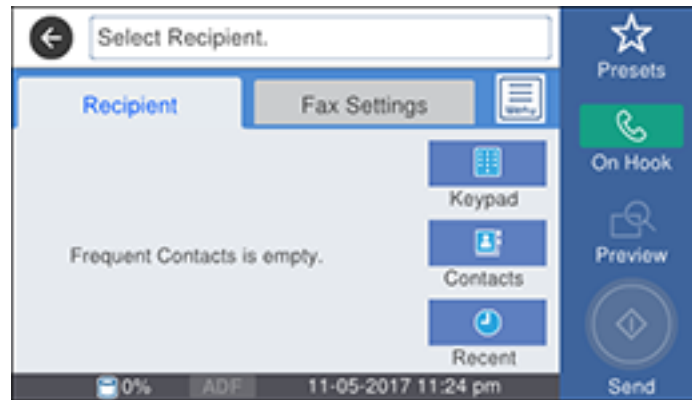 Select Recipient.
Presets
Recipient
Fax Settings
Menu
On Hook
Keypad
Preview
Frequent Contacts is empty.
Contacts
Recent
0% ADF 11-05-2017 11:24 pm
Send